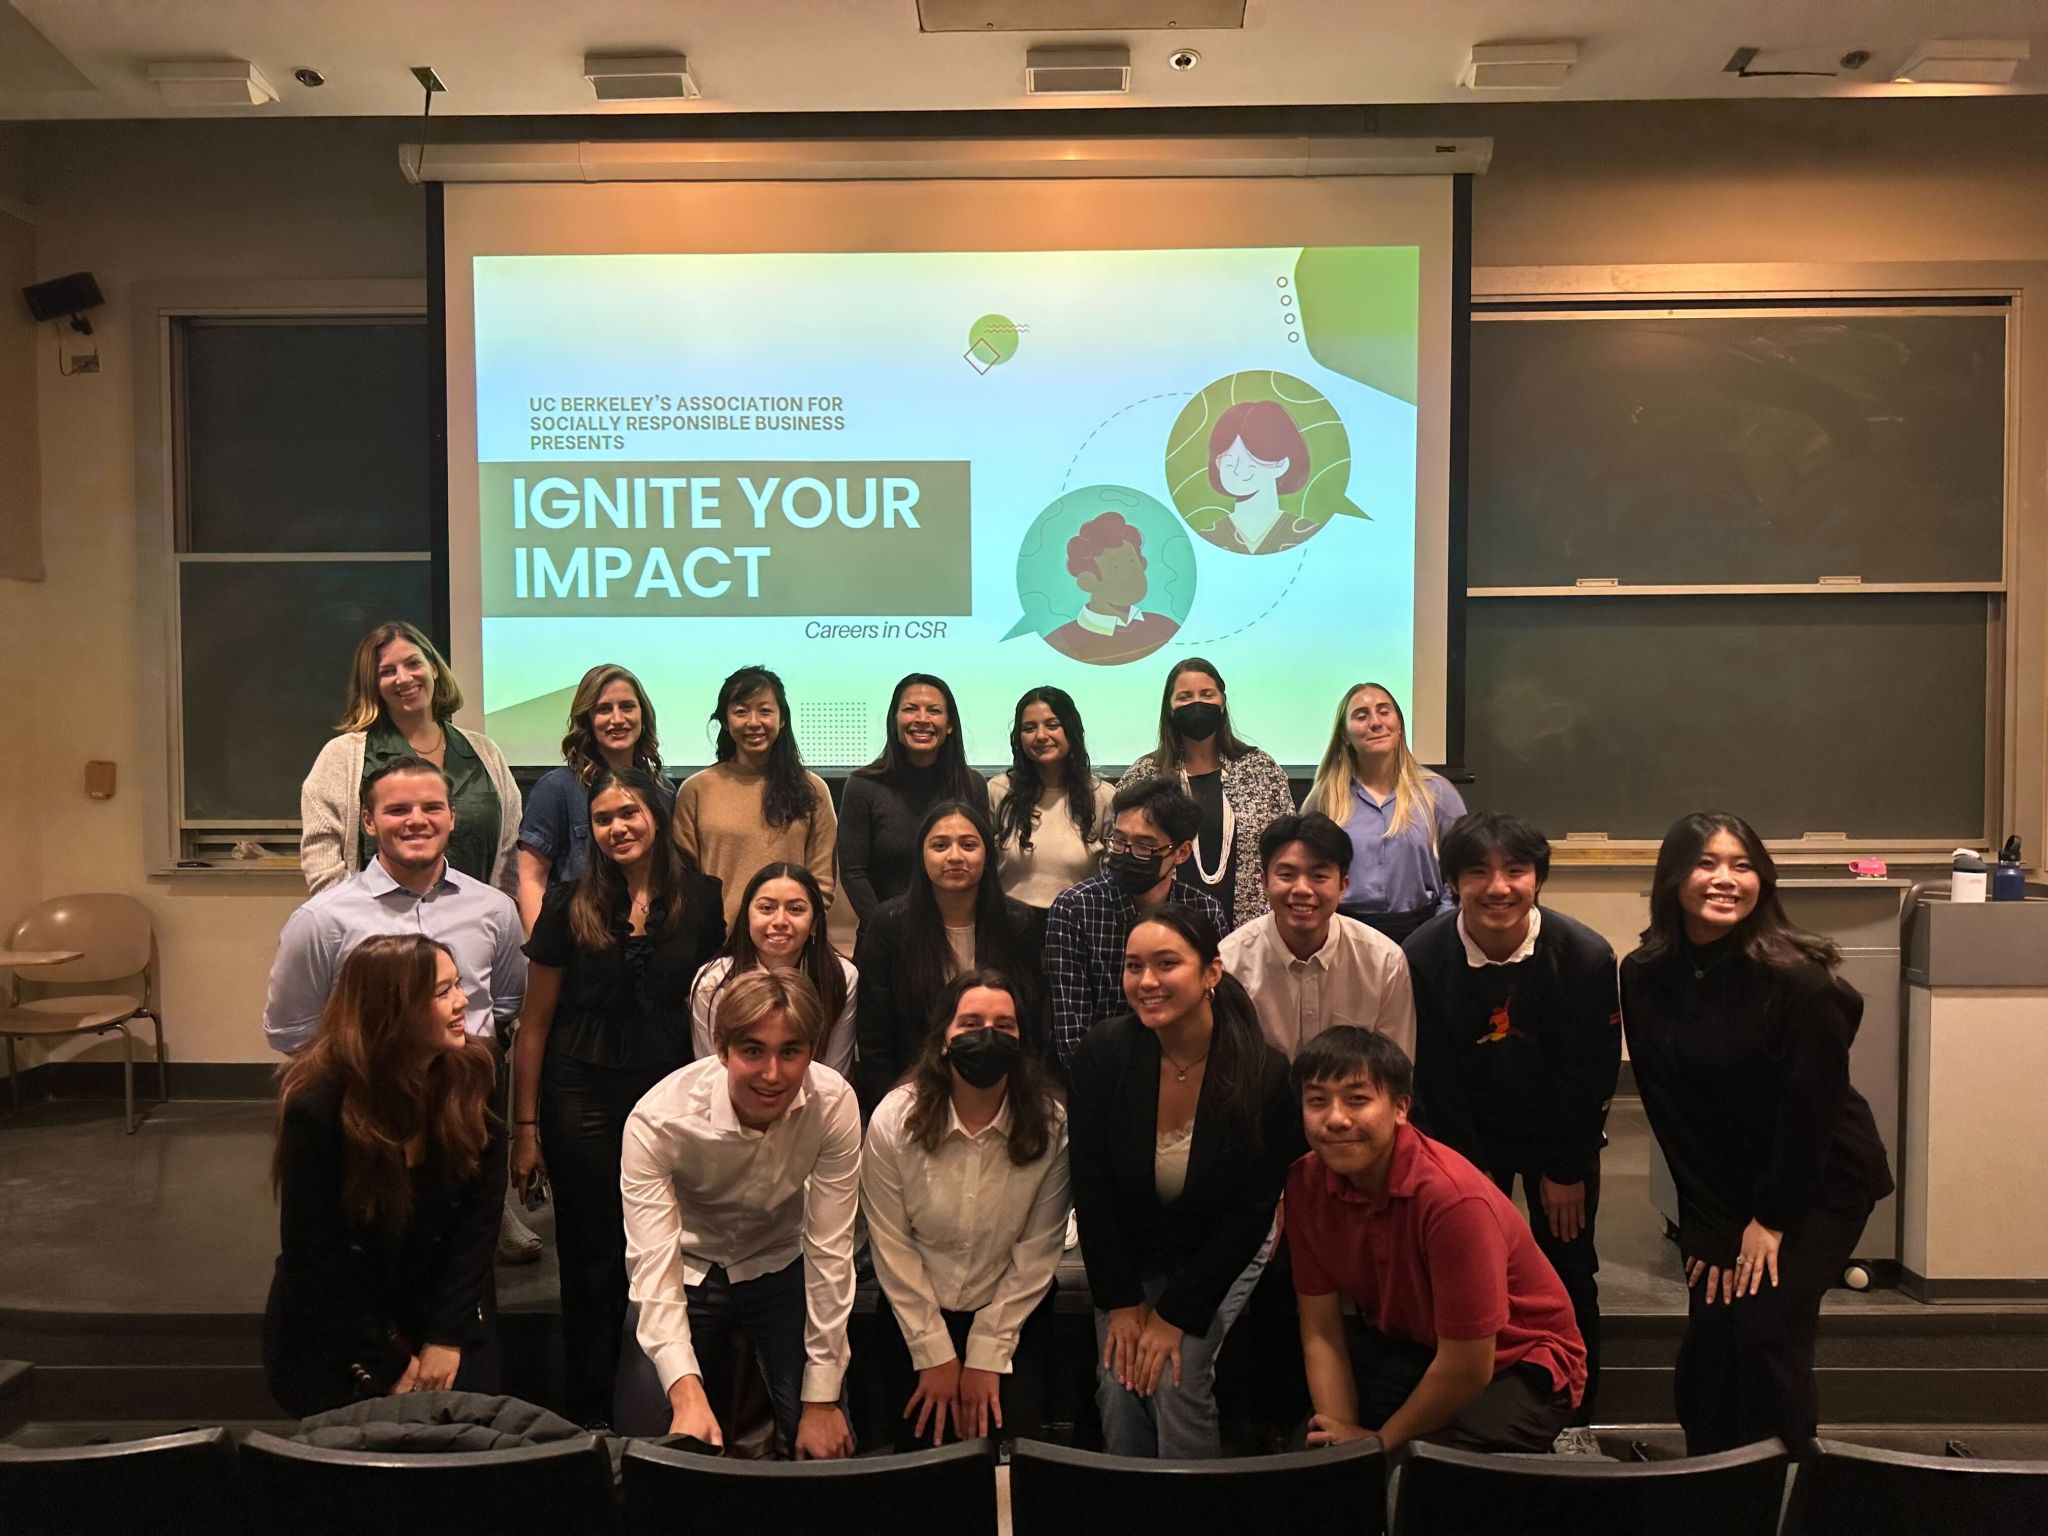 UC BERKELEY'S ASSOCIATION FOR
SOCIALLY RESPONSIBLE BUSINESS
PRESENTS
IGNITE YOUR
IMPACT
Careers in CSR